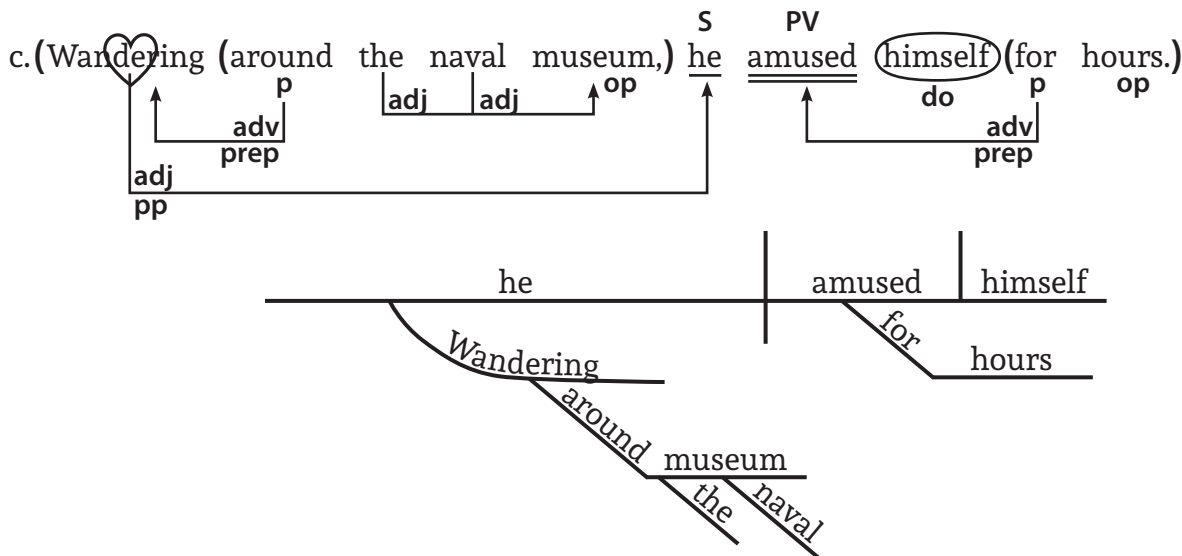 S PV
c. (Wandering (around the naval museum,) he amused himself (for hours.)
p adj adj op do p op
adv adv
prep prep
adj
pp
he amused himself
for
Wandering hours
around
museum
the naval